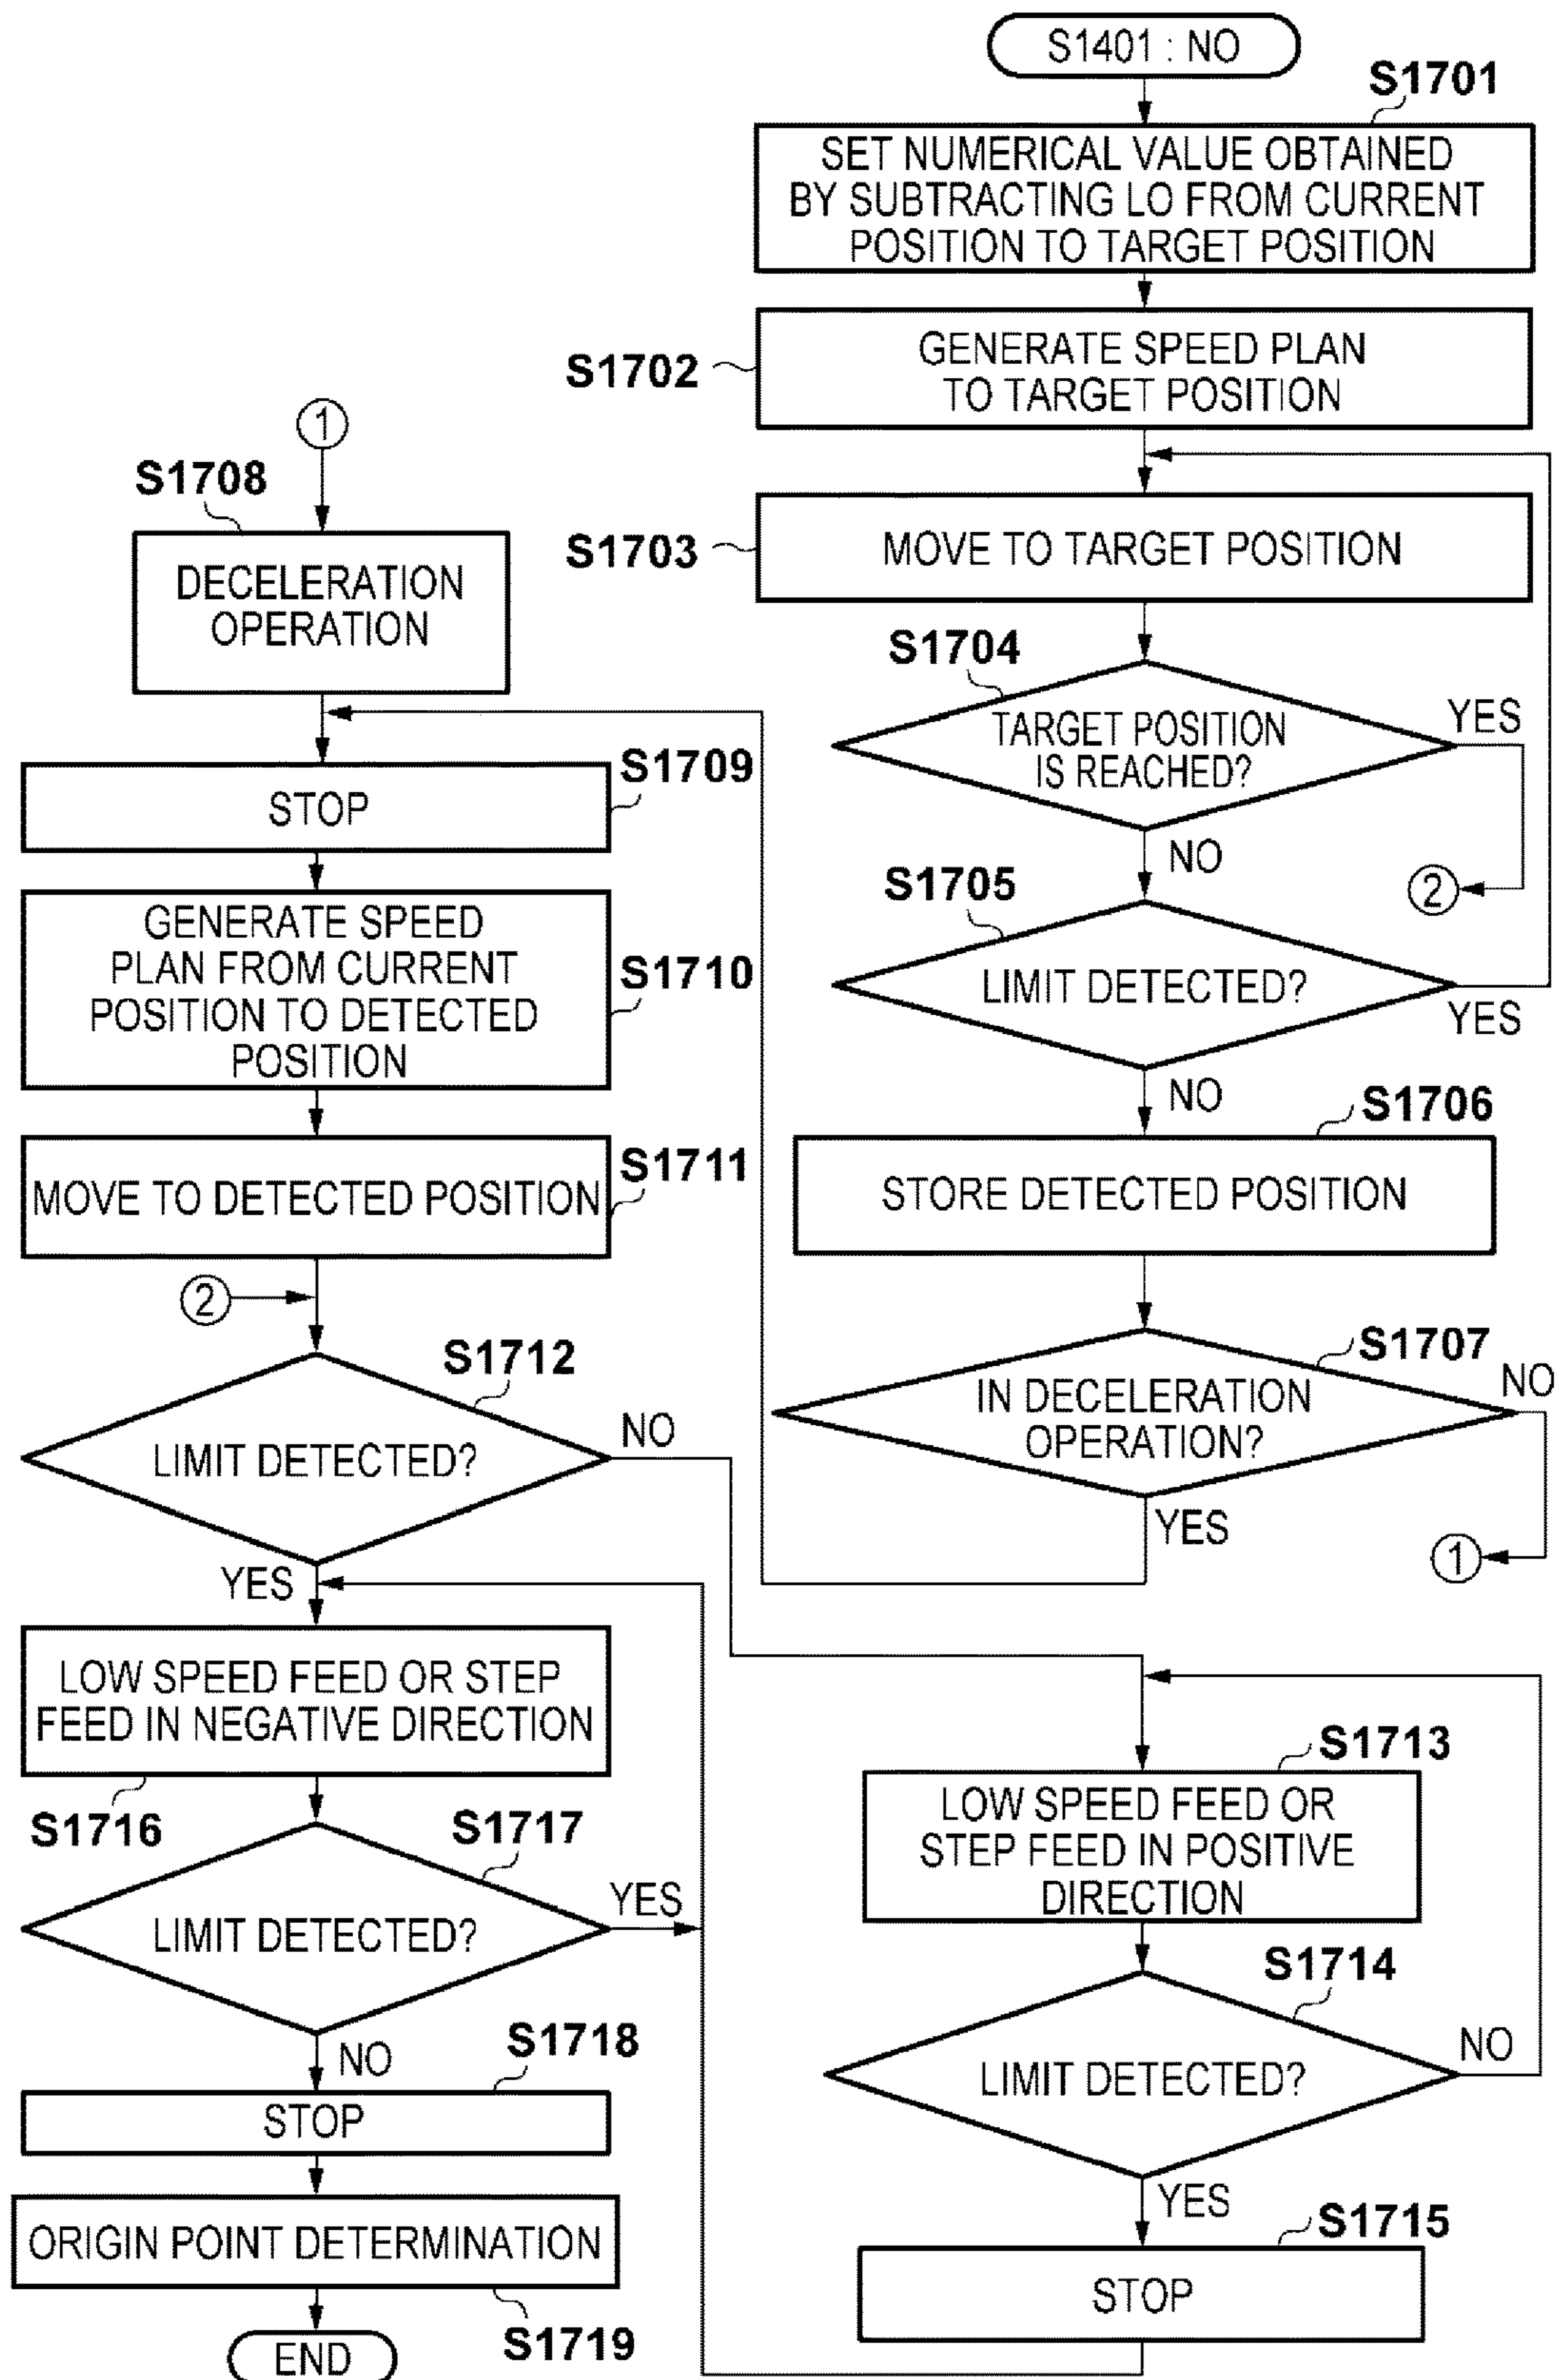 S1401 : NO
S1701
SET NUMERICAL VALUE OBTAINED
BY SUBTRACTING LO FROM CURRENT
POSITION TO TARGET POSITION
S1702
GENERATE SPEED PLAN
TO TARGET POSITION
S1703
MOVE TO TARGET POSITION
S1704
TARGET POSITION
IS REACHED?
YES
2
NO
S1705
LIMIT DETECTED?
YES
NO
S1706
STORE DETECTED POSITION
S1707
IN DECELERATION
OPERATION?
NO
1
YES
1
S1708
DECELERATION
OPERATION
S1709
STOP
GENERATE SPEED
PLAN FROM CURRENT
POSITION TO DETECTED
POSITION
S1710
MOVE TO DETECTED POSITION
S1711
2
S1712
LIMIT DETECTED?
NO
YES
LOW SPEED FEED OR STEP
FEED IN NEGATIVE DIRECTION
S1716
S1717
LIMIT DETECTED?
YES
NO
S1718
STOP
ORIGIN POINT DETERMINATION
S1719
END
S1713
LOW SPEED FEED OR
STEP FEED IN POSITIVE
DIRECTION
S1714
LIMIT DETECTED?
NO
YES
S1715
STOP